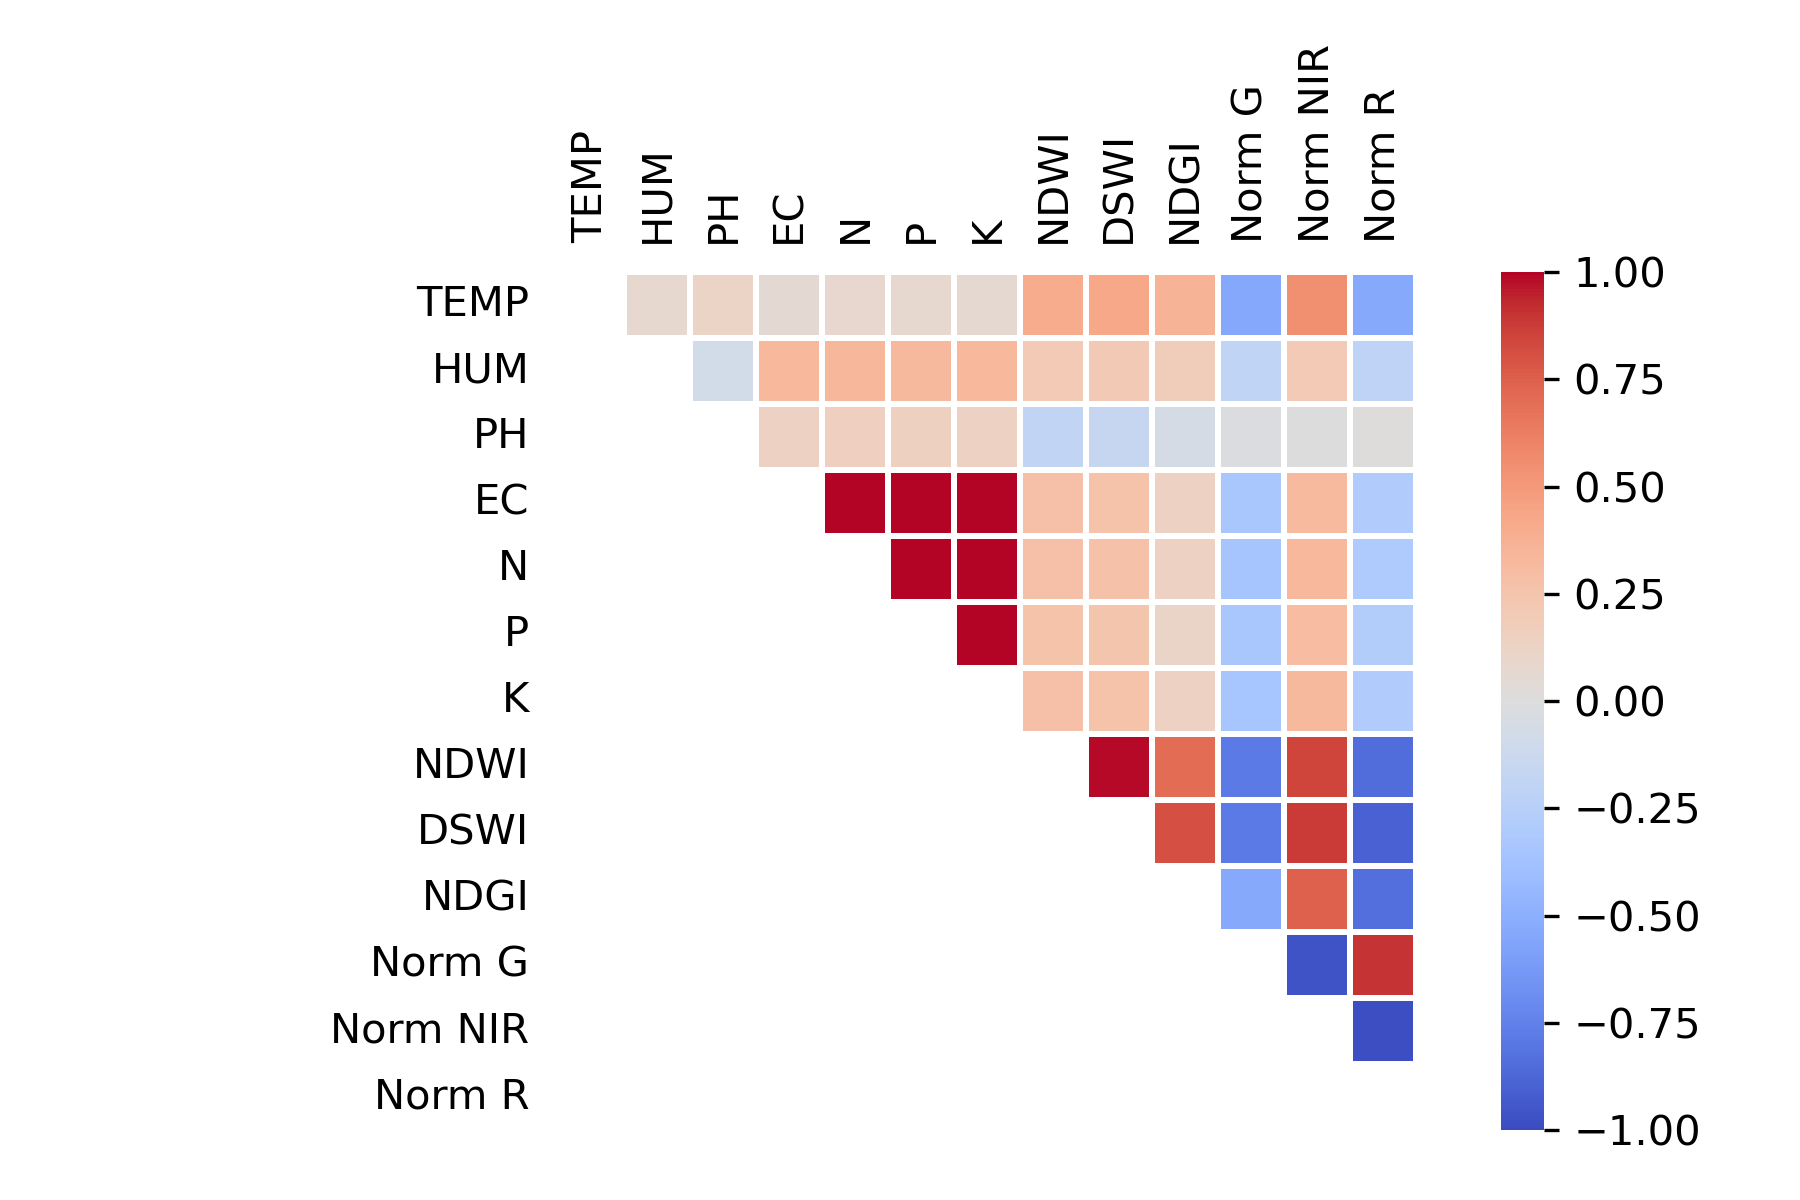 TEMP
HUM
PH
EC
N
P
K
NDWI
DSWI
NDGI
Norm G
Norm NIR
Norm R
TEMP
HUM
PH
EC
N
P
K
NDWI
DSWI
NDGI
Norm G
Norm NIR
Norm R
1.00
0.75
0.50
0.25
0.00
−0.25
−0.50
−0.75
−1.00